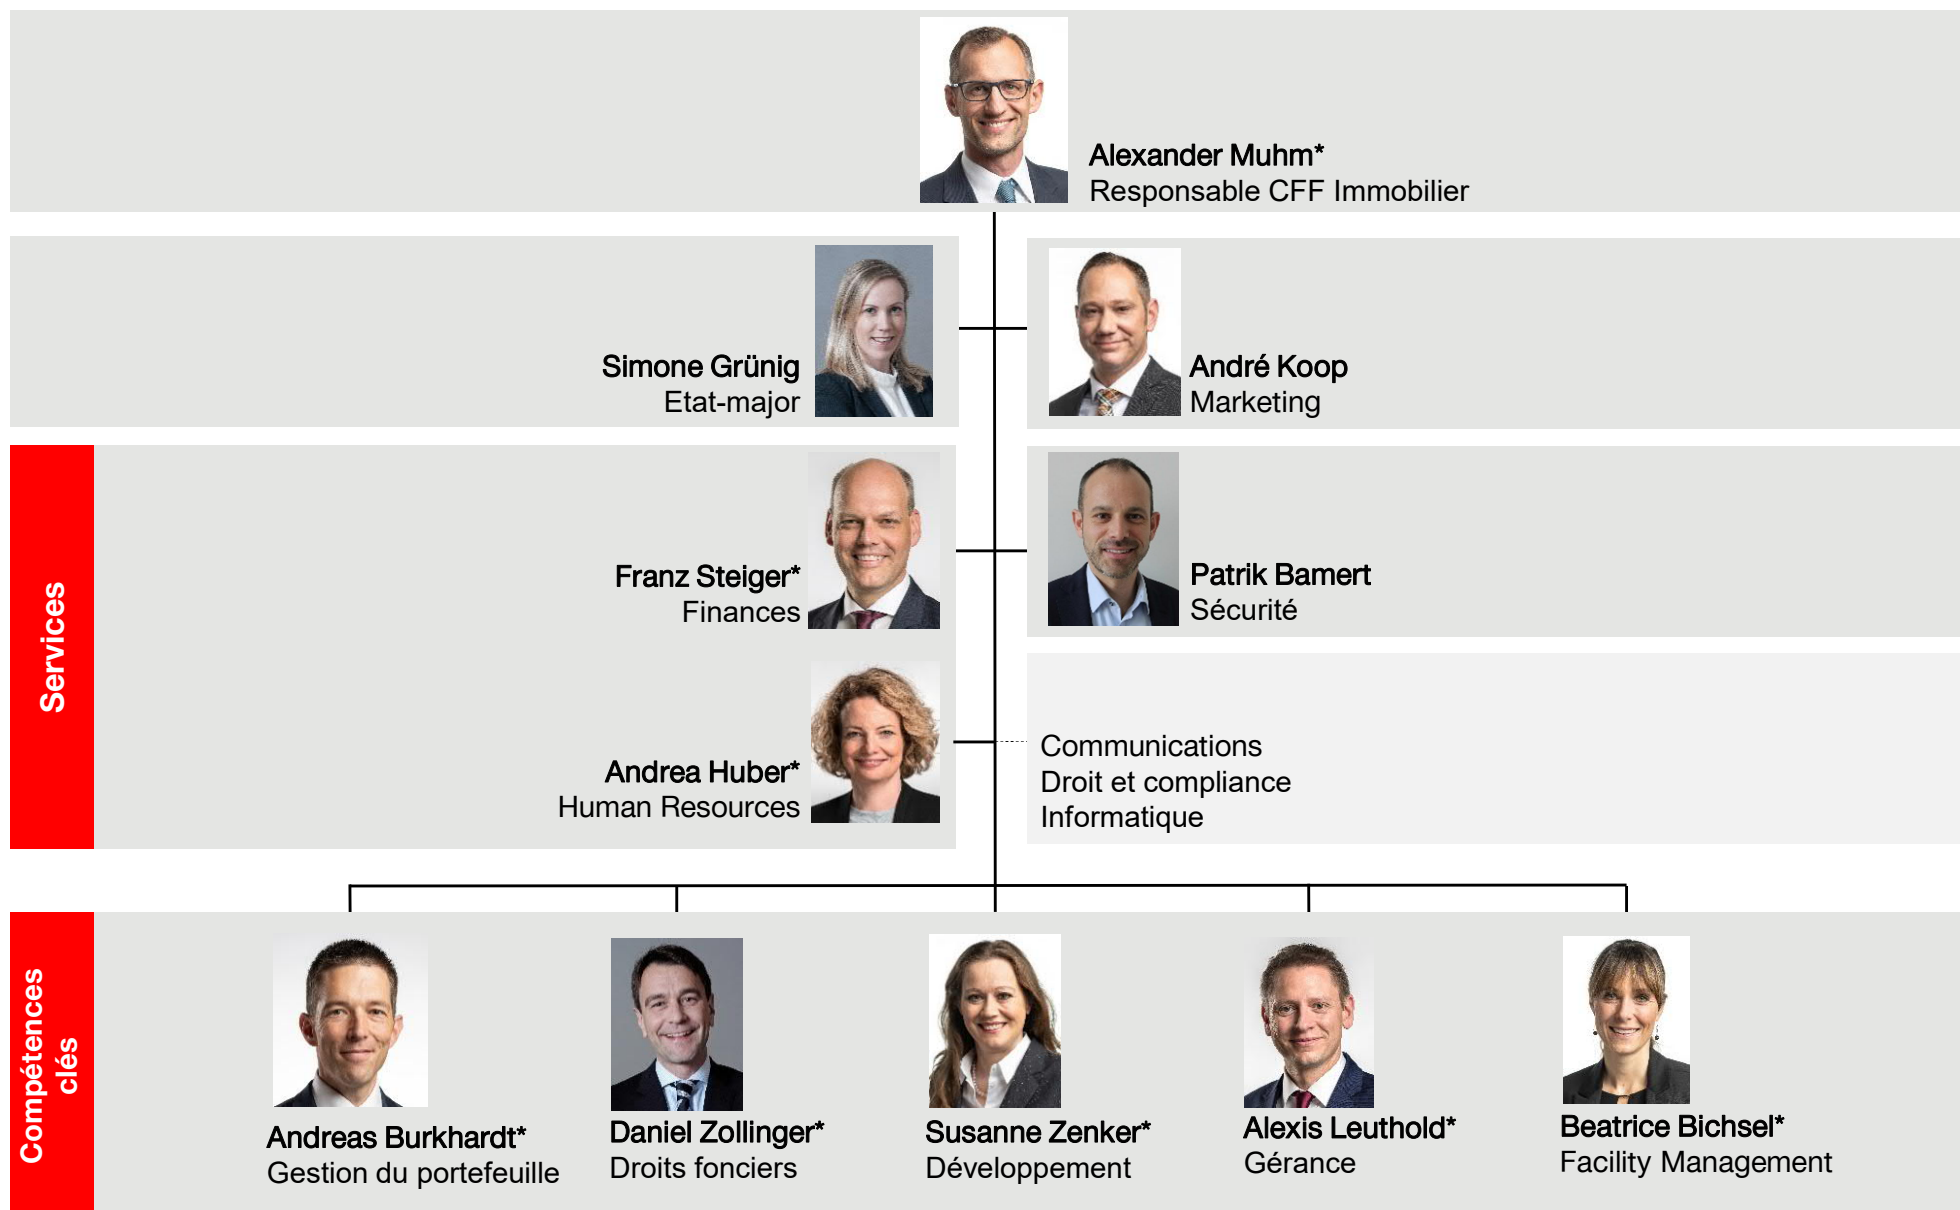 Alexander Muhm*
Responsable CFF Immobilier
Simone Grünig
Etat-major
André Koop
Marketing
Services
Franz Steiger*
Finances
Patrik Bamert
Sécurité
Andrea Huber*
Human Resources
Communications
Droit et compliance
Informatique
Compétences
clés
Andreas Burkhardt*
Gestion du portefeuille
Daniel Zollinger*
Droits fonciers
Susanne Zenker*
Développement
Alexis Leuthold*
Gérance
Beatrice Bichsel*
Facility Management